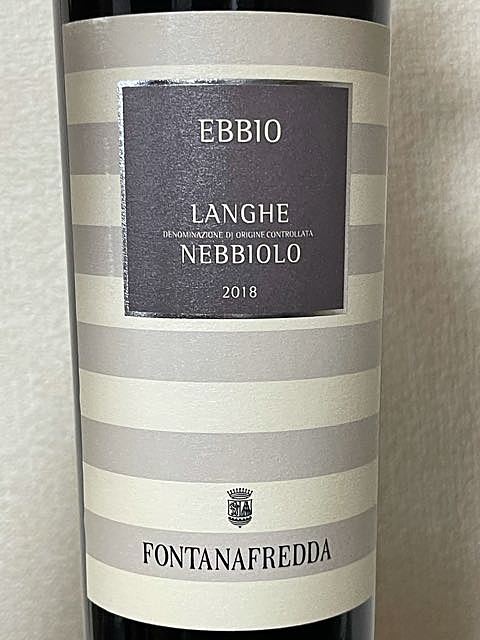 EBBIO
LANGHE
DENOMINAZIONE DI ORIGINE CONTROLLATA
NEBBIOLO
2018
FONTANAFREDDA